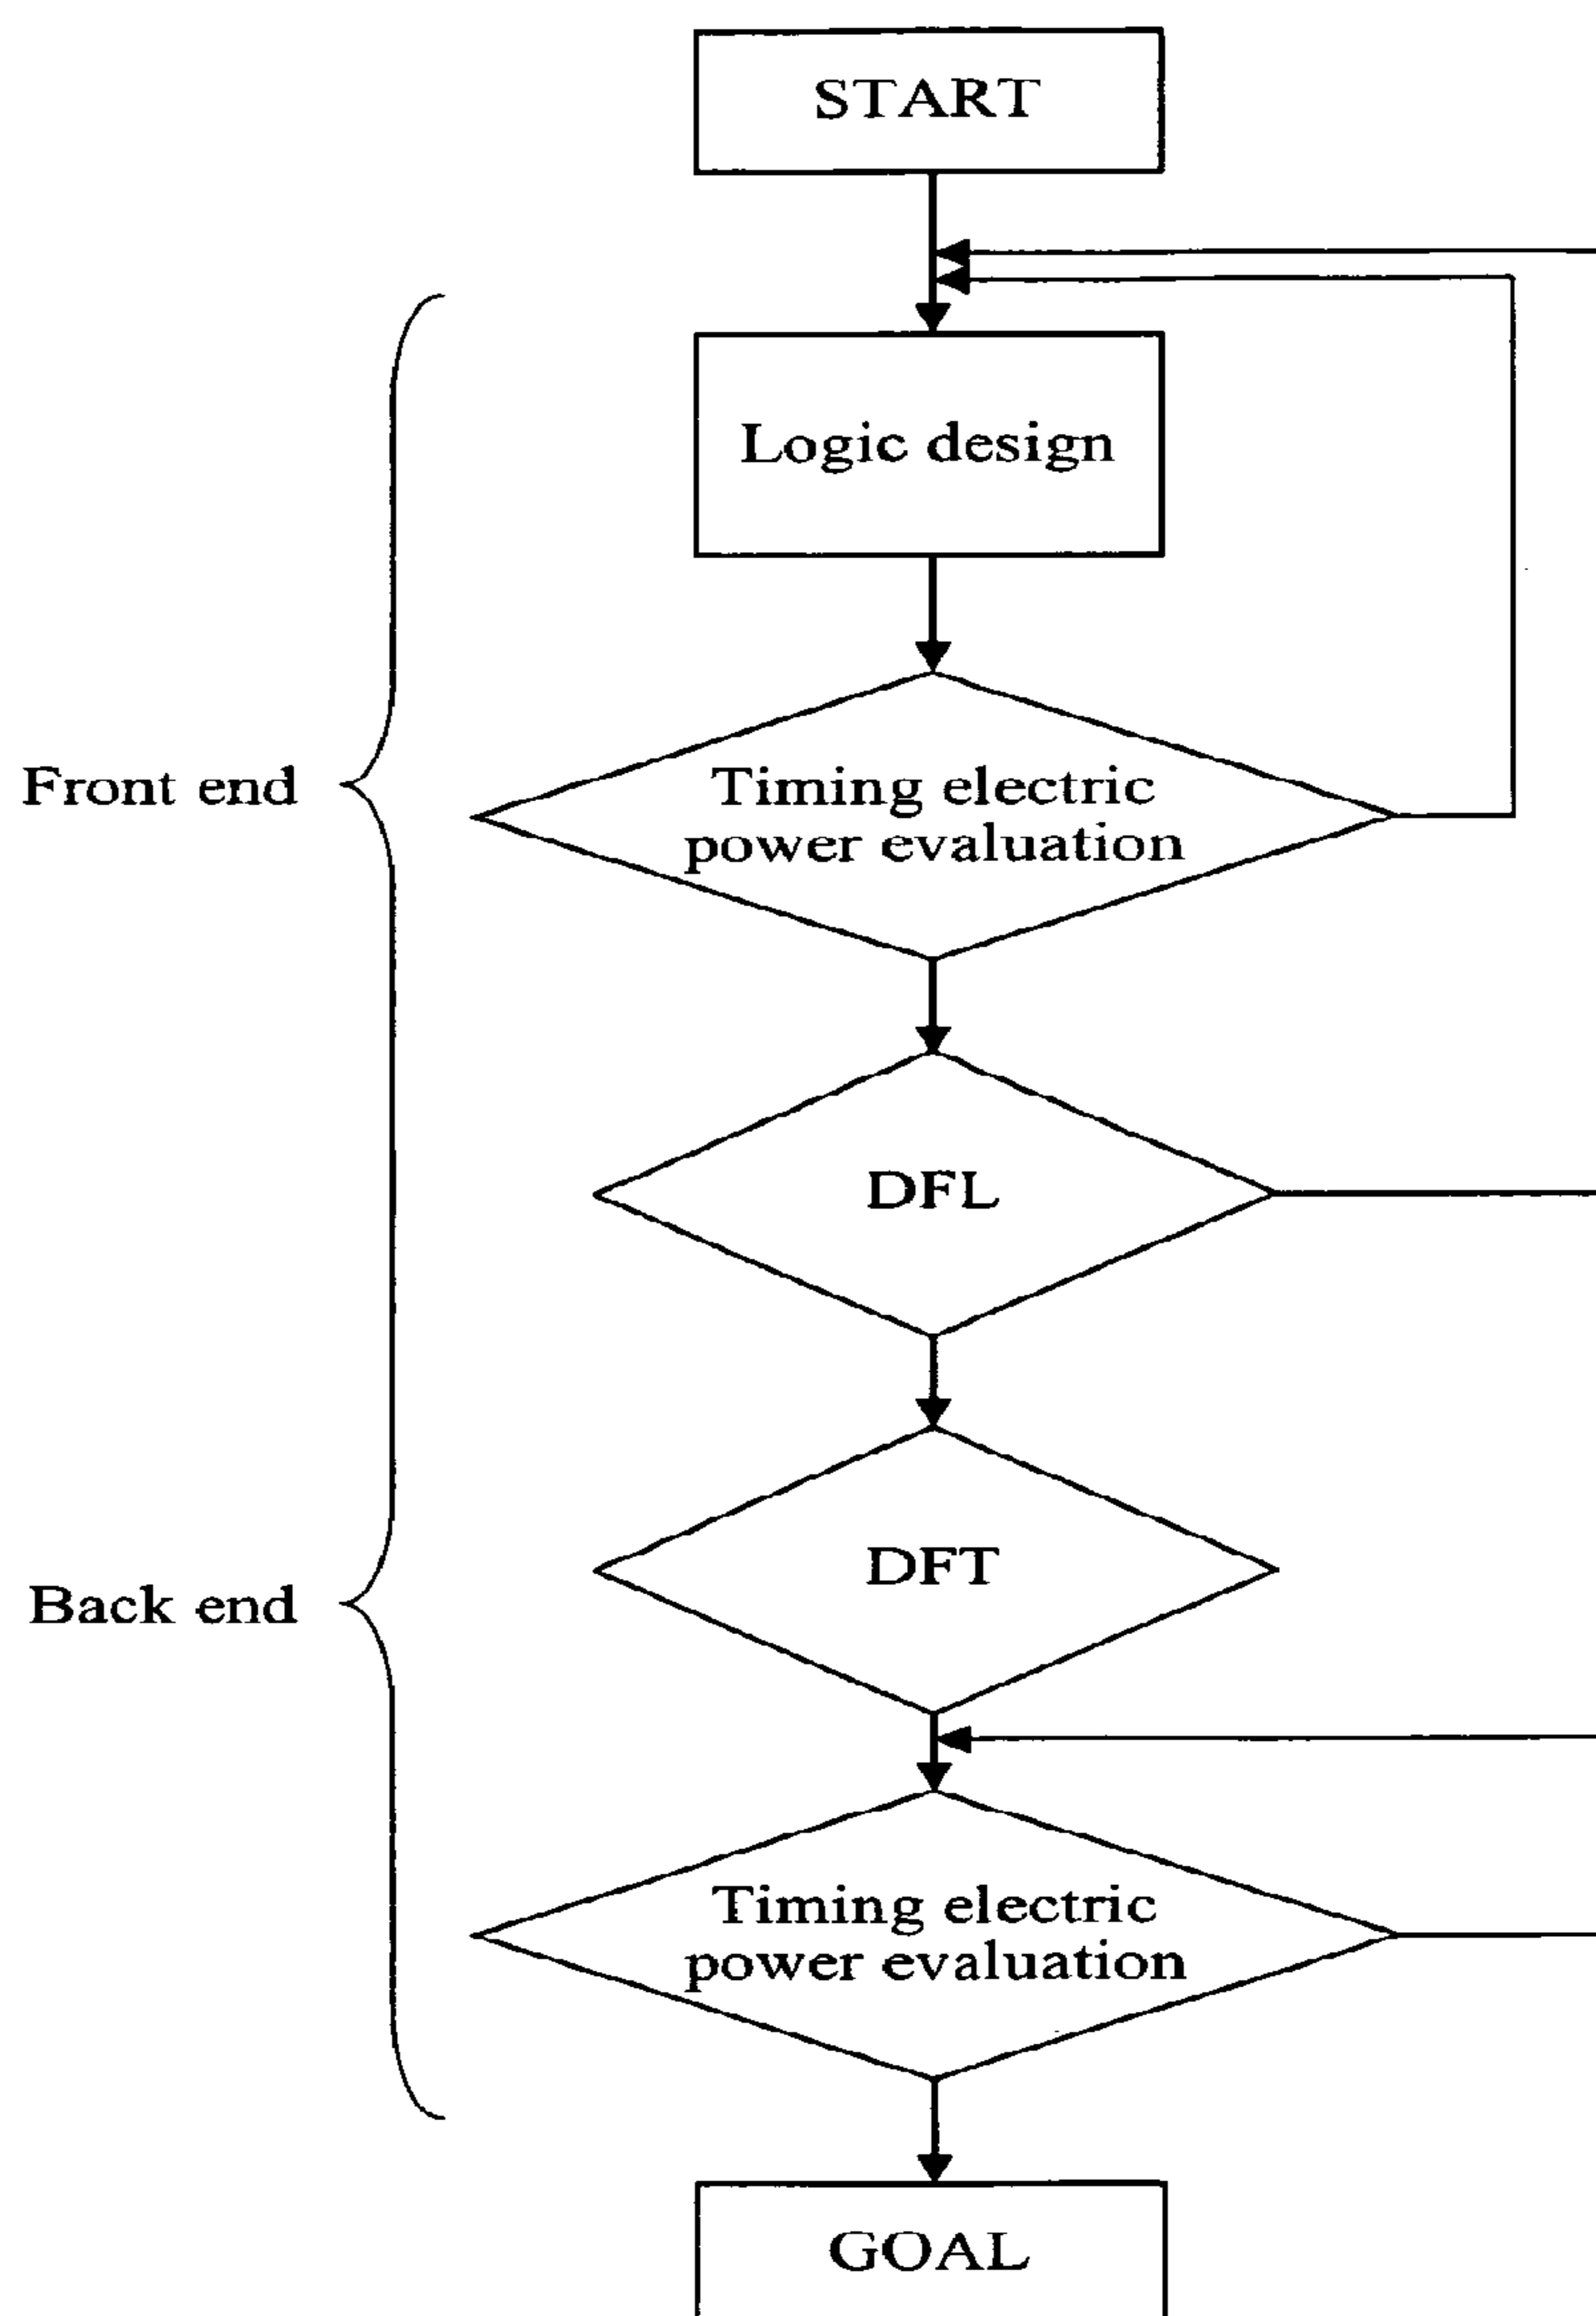 START
Logic design
Front end
Timing electric
power evaluation
DFL
DFT
Back end
Timing electric
power evaluation
GOAL